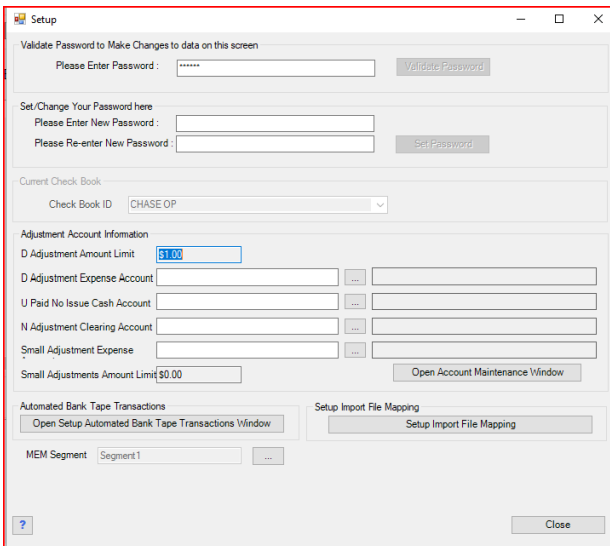 Setup
Validate Password to Make Changes to data on this screen
Please Enter Password : ****** Validate Password
Set/Change Your Password here
Please Enter New Password :
Please Re-enter New Password : Set Password
Current Check Book
Check Book ID CHASE OP
Adjustment Account Information
D Adjustment Amount Limit $1.00
D Adjustment Expense Account ...
U Paid No Issue Cash Account ...
N Adjustment Clearing Account ...
Small Adjustment Expense ...
Small Adjustments Amount Limit $0.00 Open Account Maintenance Window
Automated Bank Tape Transactions Setup Import File Mapping
Open Setup Automated Bank Tape Transactions Window Setup Import File Mapping
MEM Segment Segment1 ...
? Close